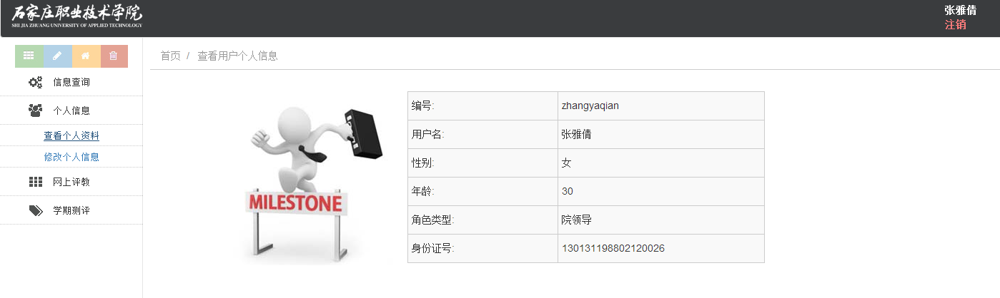 石家庄职业技术学院
SHI JIA ZHUANG UNIVERSITY OF APPLIED TECHNOLOGY
张雅倩
注销
首页 / 查看用户个人信息
信息查询
个人信息
查看个人资料
修改个人信息
网上评教
学期测评
MILESTONE
编号: zhangyaqian
用户名: 张雅倩
性别: 女
年龄: 30
角色类型: 院领导
身份证号: 130131198802120026